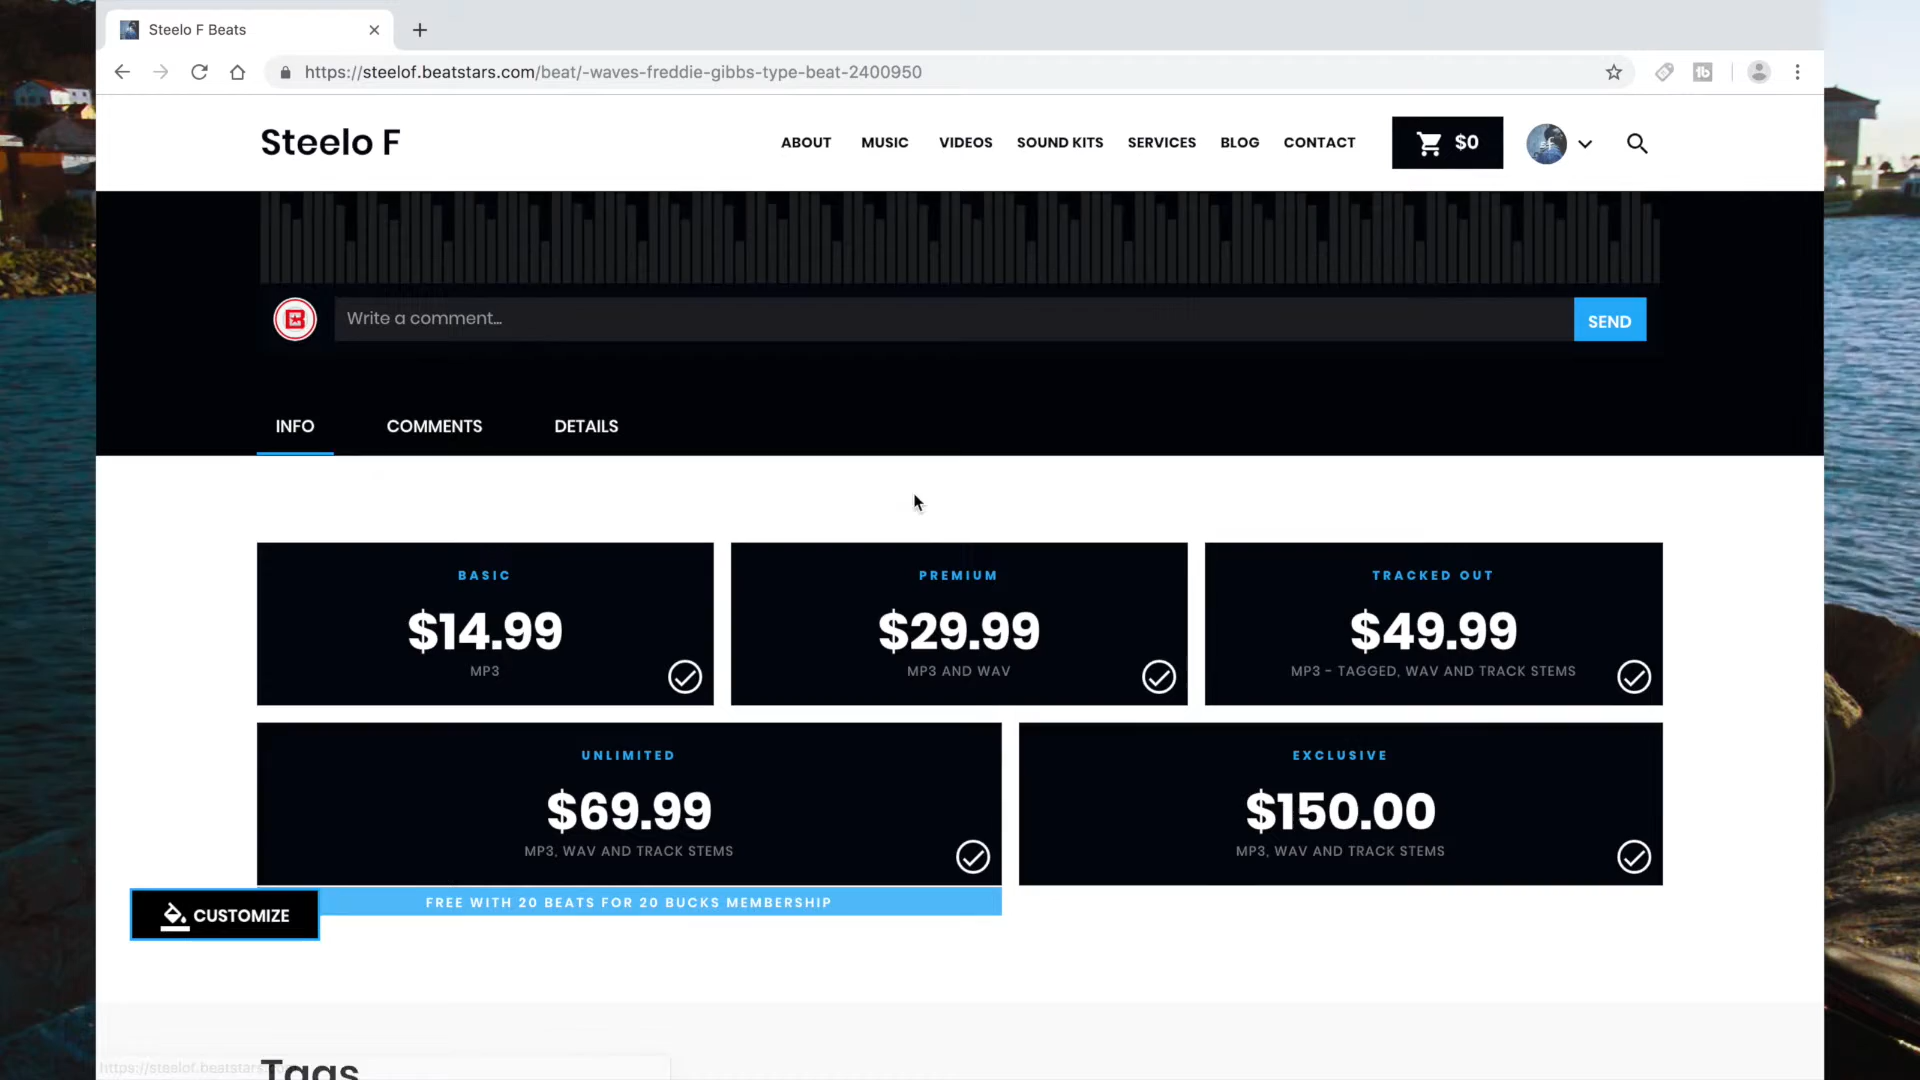 Steelo F Beats
https://steelof.beatstars.com/beat/-waves-freddie-gibbs-type-beat-2400950
Steelo F
ABOUT MUSIC VIDEOS SOUND KITS SERVICES BLOG CONTACT $0
Write a comment...
SEND
INFO COMMENTS DETAILS
BASIC
$14.99
MP3
PREMIUM
$29.99
MP3 AND WAV
TRACKED OUT
$49.99
MP3 - TAGGED, WAV AND TRACK STEMS
UNLIMITED
$69.99
MP3, WAV AND TRACK STEMS
EXCLUSIVE
$150.00
MP3, WAV AND TRACK STEMS
FREE WITH 20 BEATS FOR 20 BUCKS MEMBERSHIP
CUSTOMIZE
Tags